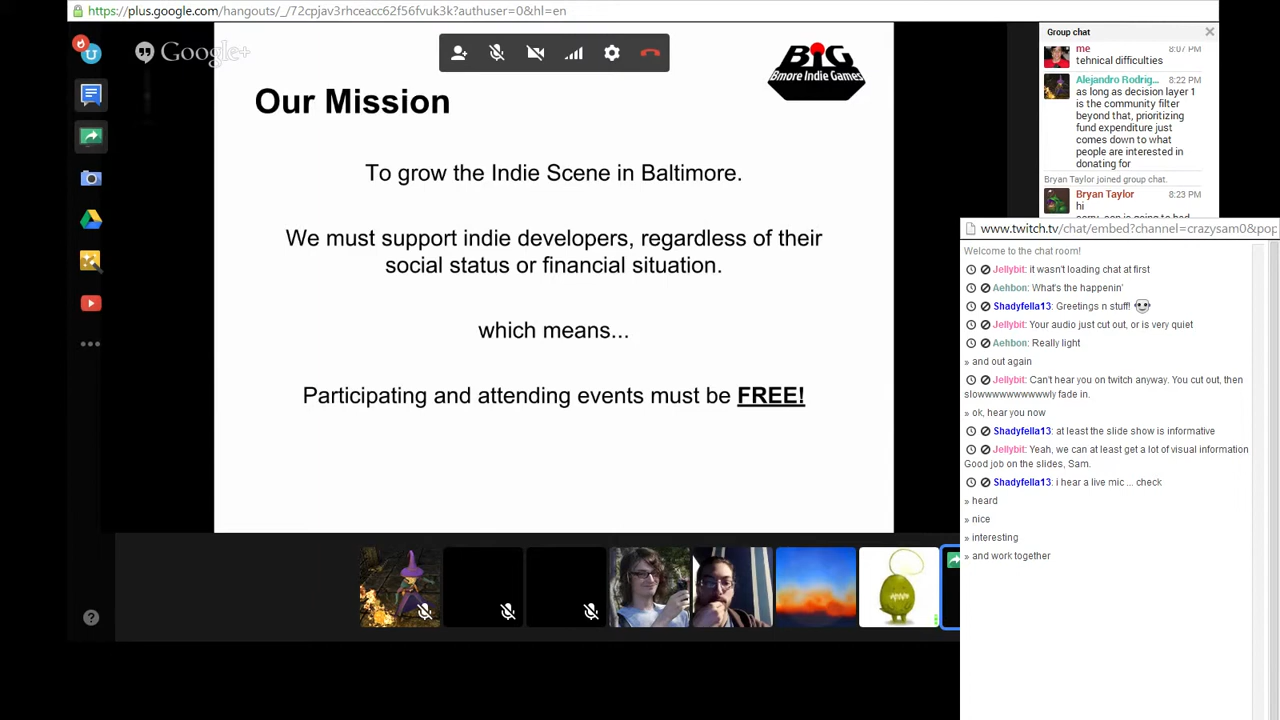 https://plus.google.com/hangouts/_/72cpjav3rhceacc62f56fvuk3k?authuser=0&hl=en
Google+
BIG
Bmore Indie Games
Our Mission
To grow the Indie Scene in Baltimore.
We must support indie developers, regardless of their
social status or financial situation.
which means...
Participating and attending events must be FREE!
Group chat
me 8:07 PM
tehnical difficulties
Alejandro Rodrig... 8:22 PM
as long as decision layer 1
is the community filter
beyond that, prioritizing
fund expenditure just
comes down to what
people are interested in
donating for
Bryan Taylor joined group chat.
Bryan Taylor 8:23 PM
hi
www.twitch.tv/chat/embed?channel=crazysam0&pop
Welcome to the chat room!
Jellybit: it wasn't loading chat at first
Aehbon: What's the happenin'
Shadyfella13: Greetings n stuff!
Jellybit: Your audio just cut out, or is very quiet
Aehbon: Really light
» and out again
Jellybit: Can't hear you on twitch anyway. You cut out, then
slowwwwwwwwwwly fade in.
» ok, hear you now
Shadyfella13: at least the slide show is informative
Jellybit: Yeah, we can at least get a lot of visual information
Good job on the slides, Sam.
Shadyfella13: i hear a live mic ... check
» heard
» nice
» interesting
» and work together